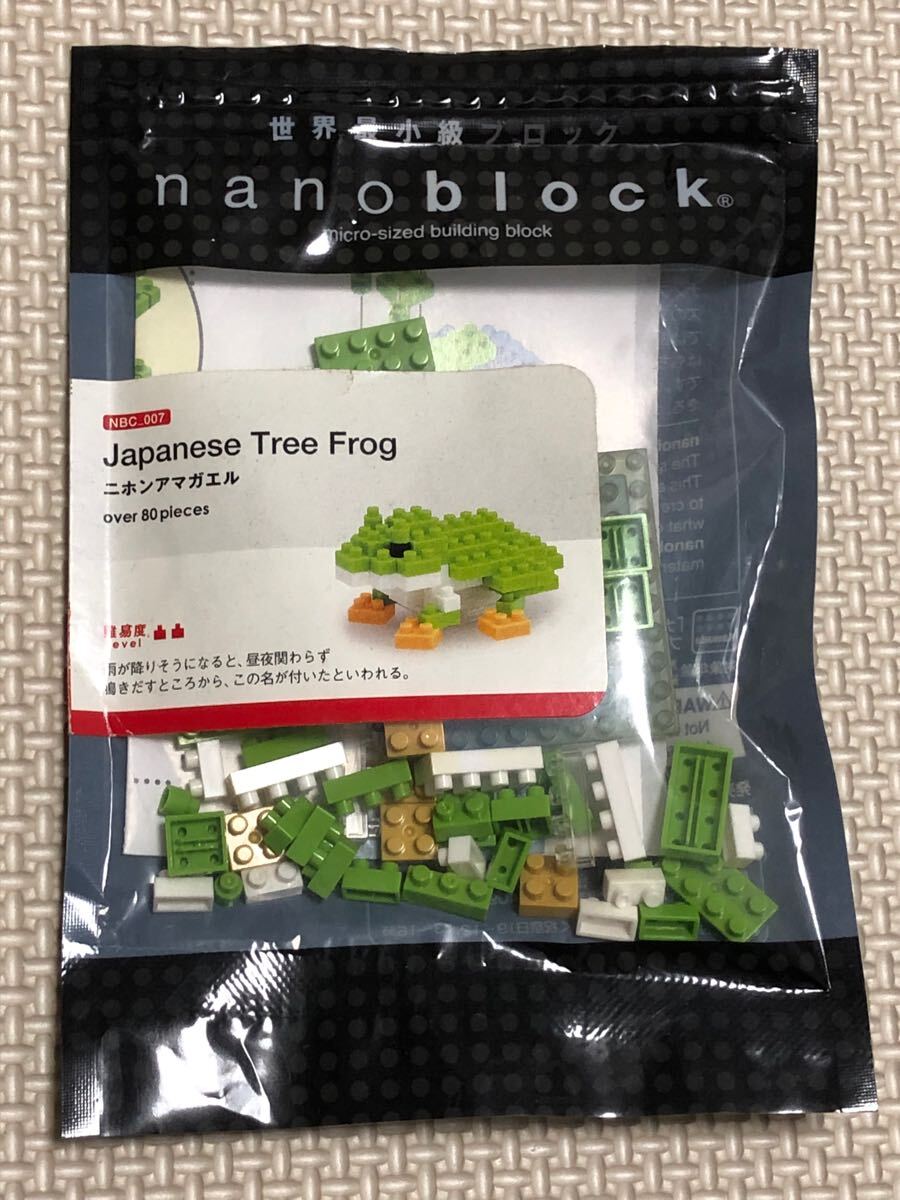 世界最小級ブロック
nanoblock®
micro-sized building block
NBC_007
Japanese Tree Frog
ニホンアマガエル
over 80 pieces
難易度
Level
雨が降りそうになると、昼夜関わらず
鳴きだすところから、この名が付いたといわれる。